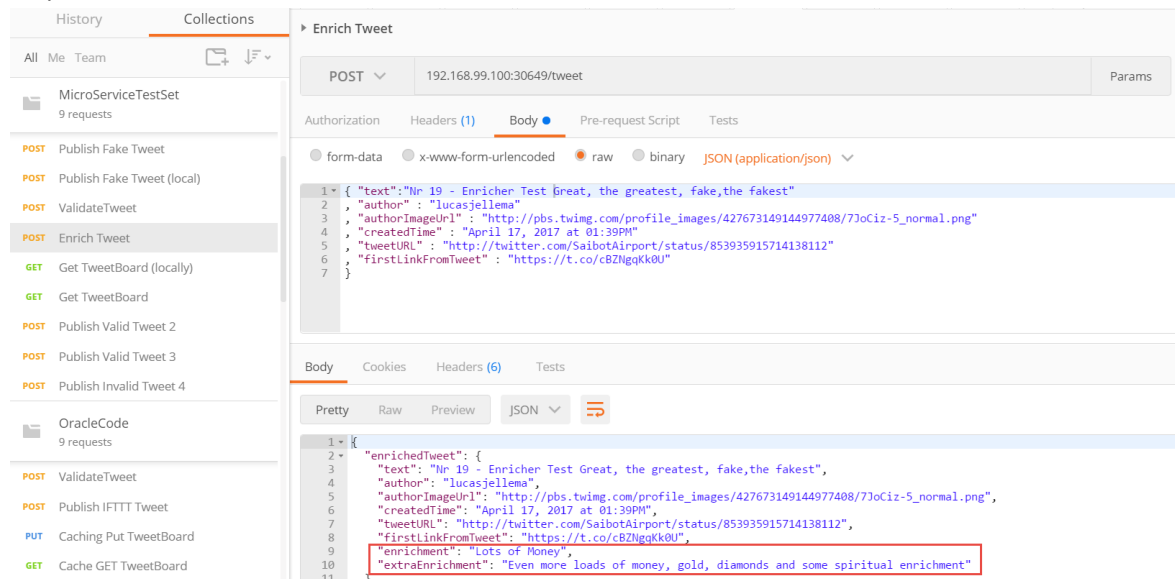 History Collections
All Me Team
MicroServiceTestSet
9 requests
POST Publish Fake Tweet
POST Publish Fake Tweet (local)
POST ValidateTweet
POST Enrich Tweet
GET Get TweetBoard (locally)
GET Get TweetBoard
POST Publish Valid Tweet 2
POST Publish Valid Tweet 3
POST Publish Invalid Tweet 4
OracleCode
9 requests
POST ValidateTweet
POST Publish IFTTT Tweet
PUT Caching Put TweetBoard
GET Cache GET TweetBoard
Enrich Tweet
POST 192.168.99.100:30649/tweet Params
Authorization Headers (1) Body Pre-request Script Tests
form-data x-www-form-urlencoded raw binary JSON (application/json)
1 { "text":"Nr 19 - Enricher Test Great, the greatest, fake,the fakest"
2 , "author" : "lucasjellema"
3 , "authorImageUrl" : "http://pbs.twimg.com/profile_images/427673149144977408/7JoCiz-5_normal.png"
4 , "createdTime" : "April 17, 2017 at 01:39PM"
5 , "tweetURL" : "http://twitter.com/SaibotAirport/status/853935915714138112"
6 , "firstLinkFromTweet" : "https://t.co/cBZNgqKk0U"
7 }
Body Cookies Headers (6) Tests
Pretty Raw Preview JSON
1 {
2 "enrichedTweet": {
3 "text": "Nr 19 - Enricher Test Great, the greatest, fake,the fakest",
4 "author": "lucasjellema",
5 "authorImageUrl": "http://pbs.twimg.com/profile_images/427673149144977408/7JoCiz-5_normal.png",
6 "createdTime": "April 17, 2017 at 01:39PM",
7 "tweetURL": "http://twitter.com/SaibotAirport/status/853935915714138112",
8 "firstLinkFromTweet": "https://t.co/cBZNgqKk0U",
9 "enrichment": "Lots of Money",
10 "extraEnrichment": "Even more loads of money, gold, diamonds and some spiritual enrichment"
11 }